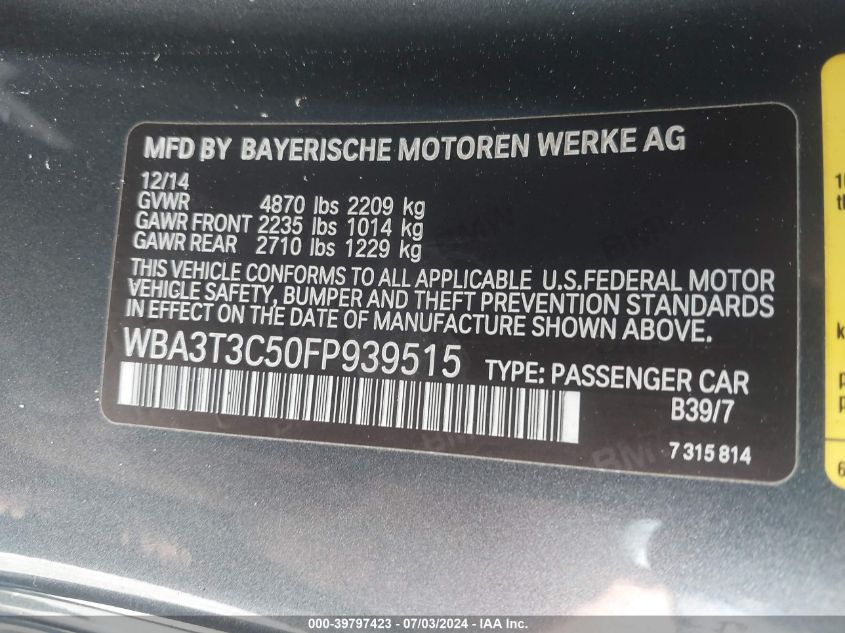 MFD BY BAYERISCHE MOTOREN WERKE AG
12/14
GVWR 4870 lbs 2209 kg
GAWR FRONT 2235 lbs 1014 kg
GAWR REAR 2710 lbs 1229 kg
THIS VEHICLE CONFORMS TO ALL APPLICABLE U.S.FEDERAL MOTOR
VEHICLE SAFETY, BUMPER AND THEFT PREVENTION STANDARDS
IN EFFECT ON THE DATE OF MANUFACTURE SHOWN ABOVE.
WBA3T3C50FP939515 TYPE: PASSENGER CAR
B39/7
7 315 814
000-39797423 - 07/03/2024 - IAA Inc.